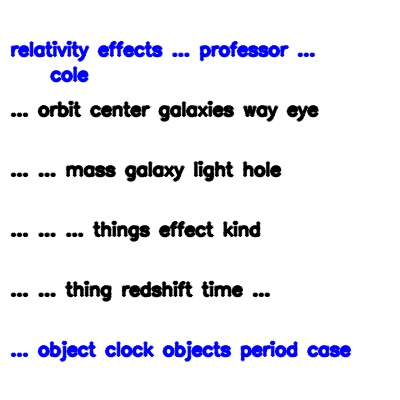 relativity effects ... professor ...
cole
... orbit center galaxies way eye
... ... mass galaxy light hole
... ... ... things effect kind
... ... thing redshift time ...
... object clock objects period case